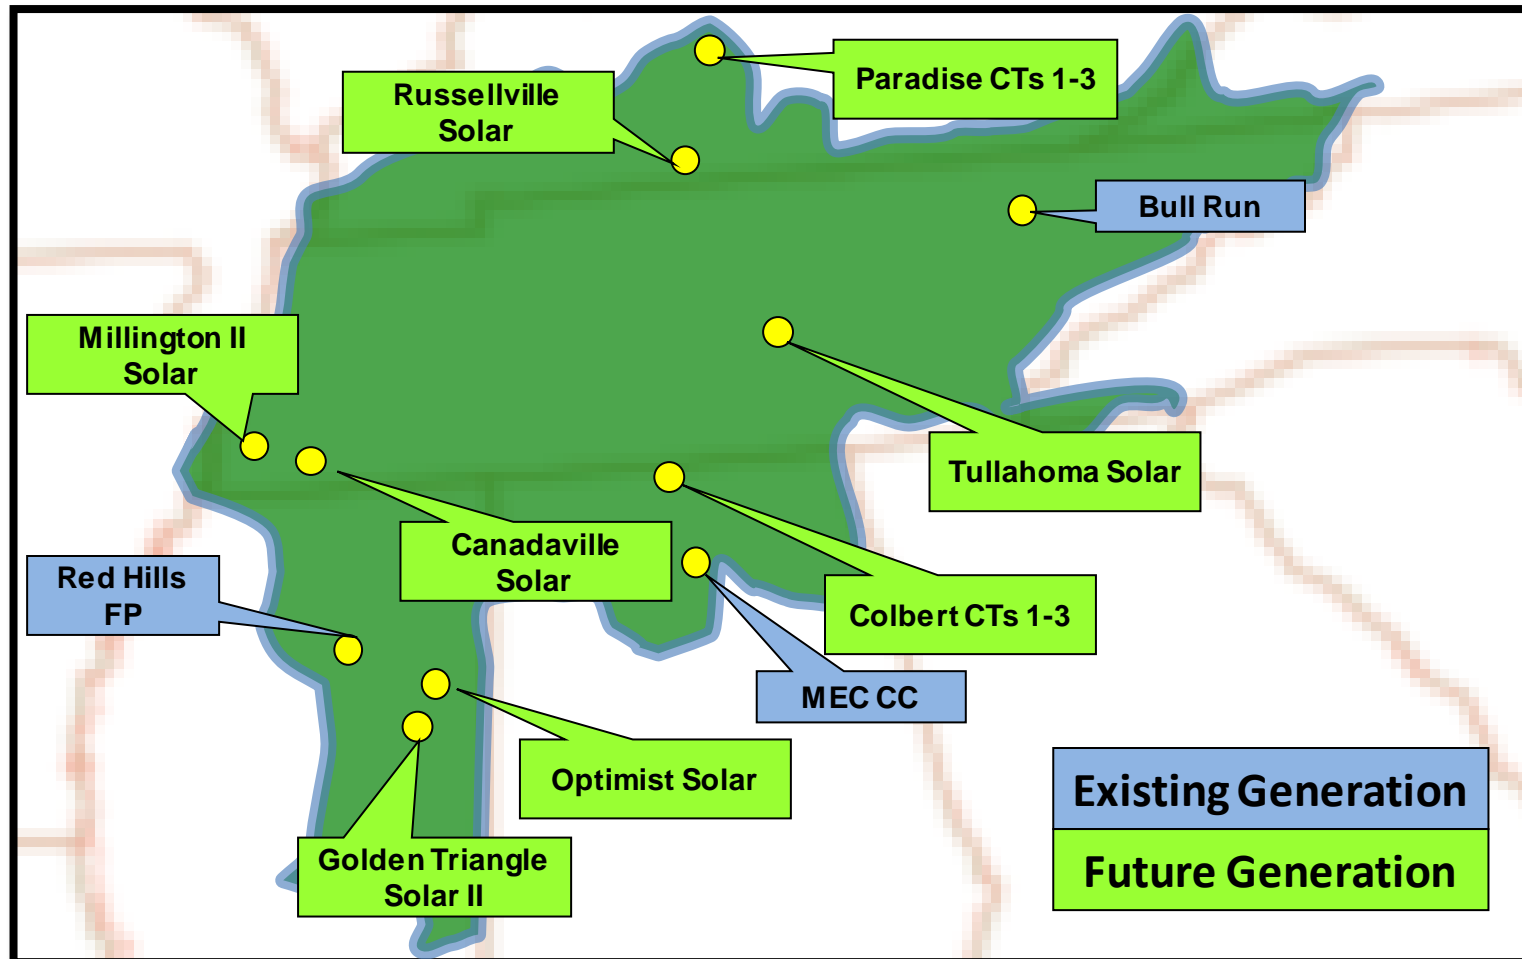 Paradise CTs 1-3
Russellville
Solar
Bull Run
Millington II
Solar
Tullahoma Solar
Canadaville
Solar
Red Hills
FP
Colbert CTs 1-3
MEC CC
Optimist Solar
Golden Triangle
Solar II
Existing Generation
Future Generation